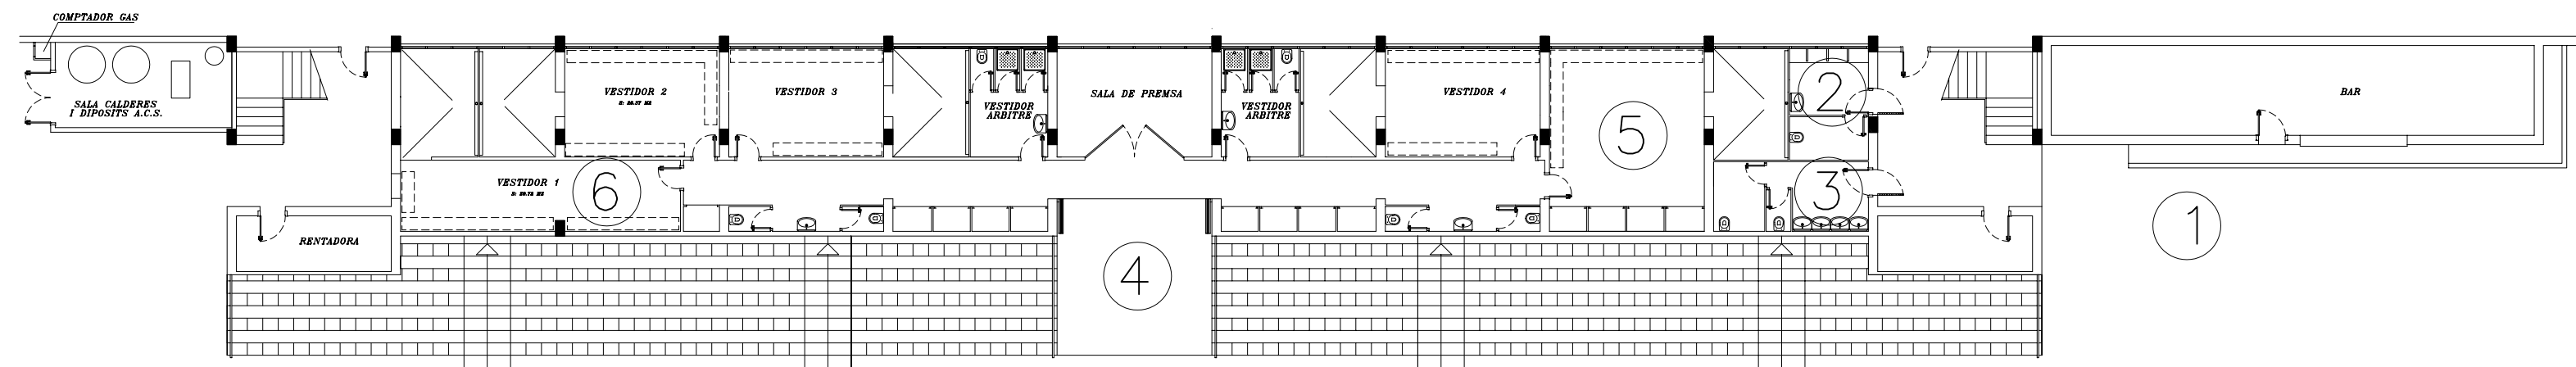 COMPTADOR GAS
SALA CALDERES
I DIPOSITS A.C.S.
VESTIDOR 2
VESTIDOR 3
VESTIDOR
ARBITRE
SALA DE PREMSA
VESTIDOR
ARBITRE
VESTIDOR 4
5
2
BAR
VESTIDOR 1
6
3
1
RENTADORA
4